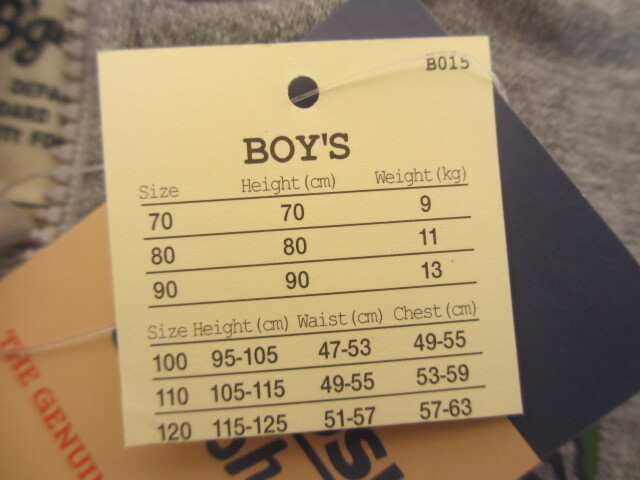 B015
BOY'S
Size Height(cm) Weight(kg)
70 70 9
80 80 11
90 90 13
Size Height(cm) Waist(cm) Chest(cm)
100 95-105 47-53 49-55
110 105-115 49-55 53-59
120 115-125 51-57 57-63
THE